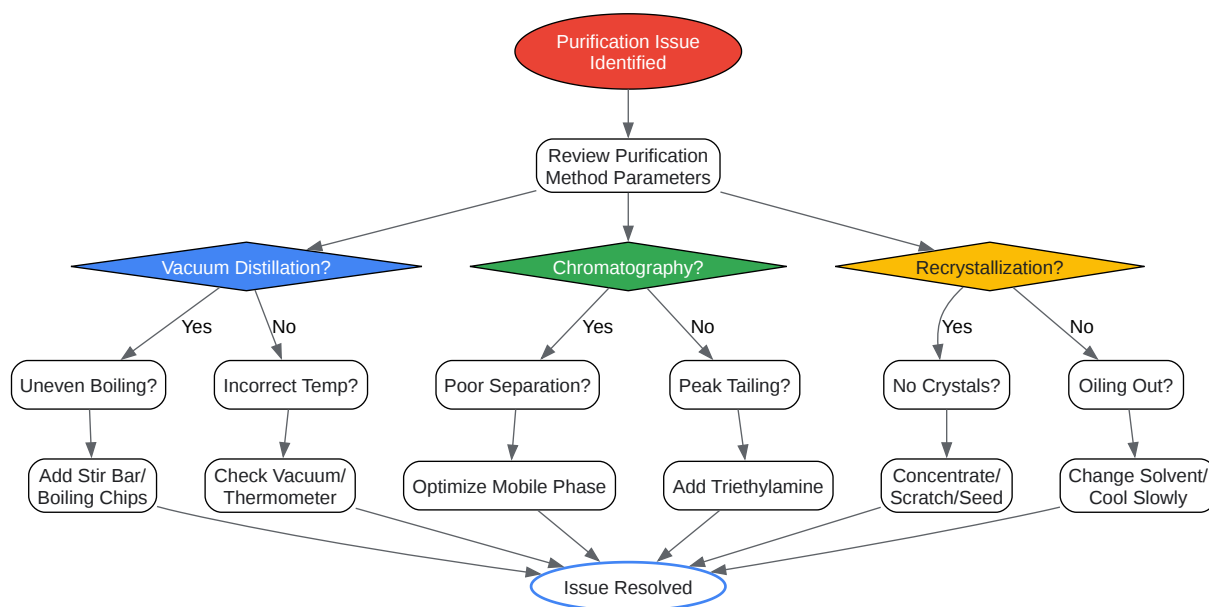 Purification Issue
Identified
Review Purification
Method Parameters
Vacuum Distillation?
Chromatography?
Recrystallization?
Yes
No
Yes
No
Yes
No
Uneven Boiling?
Incorrect Temp?
Poor Separation?
Peak Tailing?
No Crystals?
Oiling Out?
Add Stir Bar/
Boiling Chips
Check Vacuum/
Thermometer
Optimize Mobile Phase
Add Triethylamine
Concentrate/
Scratch/Seed
Change Solvent/
Cool Slowly
Issue Resolved